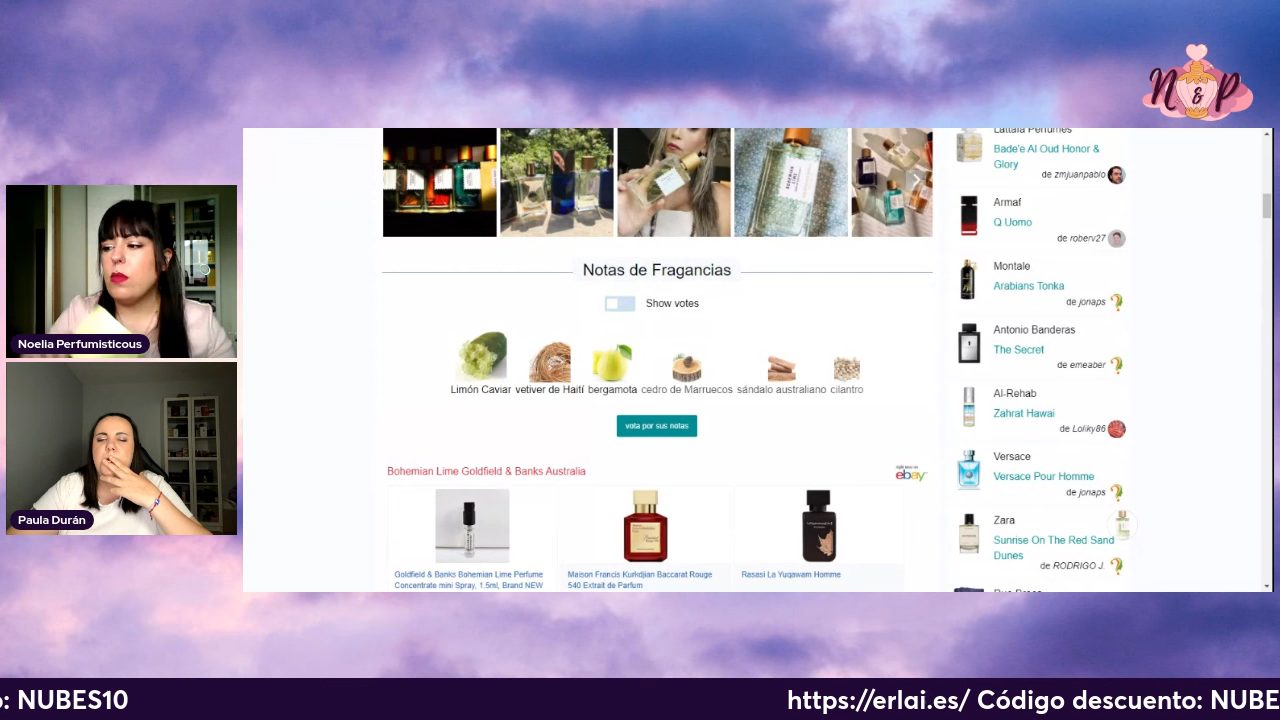 N & P
Noelia Perfumisticous
Paula Durán
Notas de Fragancias
Show votes
Limón Caviar vetiver de Haití bergamota cedro de Marruecos sándalo australiano cilantro
vota por sus notas
Bohemian Lime Goldfield & Banks Australia
ebay
Goldfield & Banks Bohemian Lime Perfume
Concentrate mini Spray, 1.5ml, Brand NEW
Maison Francis Kurkdjian Baccarat Rouge
540 Extrait de Parfum
Rasasi La Yuqawam Homme
Lattafa Perfumes
Bade'e Al Oud Honor &
Glory
de zmjuanpablo
Armaf
Q Uomo
de roberv27
Montale
Arabians Tonka
de jonaps
Antonio Banderas
The Secret
de emeaber
Al-Rehab
Zahrat Hawai
de Loliky86
Versace
Versace Pour Homme
de jonaps
Zara
Sunrise On The Red Sand
Dunes
de RODRIGO J.
o: NUBES10
https://erlai.es/ Código descuento: NUBE